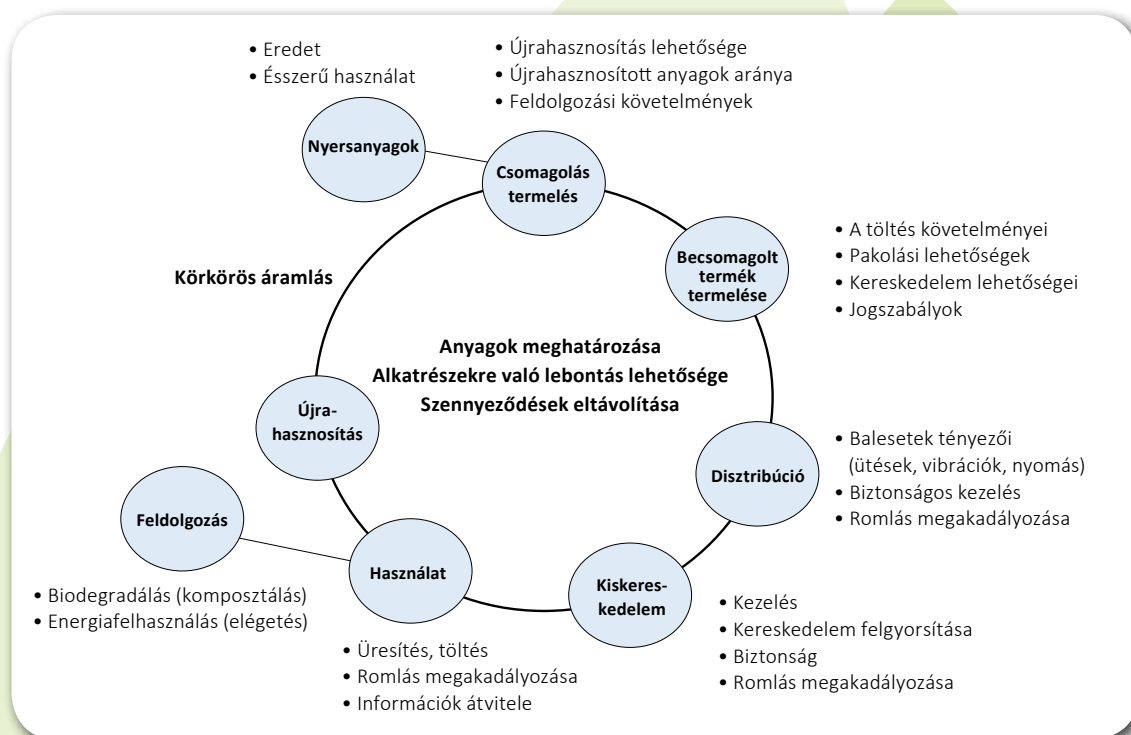 • Eredet
• Ésszerű használat
• Újrahasznosítás lehetősége
• Újrahasznosított anyagok aránya
• Feldolgozási követelmények
Nyersanyagok
Csomagolás
termelés
Becsomagolt
termék
termelése
• A töltés követelményei
• Pakolási lehetőségek
• Kereskedelem lehetőségei
• Jogszabályok
Körkörös áramlás
Anyagok meghatározása
Alkatrészekre való lebontás lehetősége
Szennyeződések eltávolítása
Újra-
hasznosítás
Disztribúció
• Balesetek tényezői
(ütések, vibrációk, nyomás)
• Biztonságos kezelés
• Romlás megakadályozása
Feldolgozás
• Biodegradálás (komposztálás)
• Energiafelhasználás (elégetés)
Használat
• Üresítés, töltés
• Romlás megakadályozása
• Információk átvitele
Kiskeres-
kedelem
• Kezelés
• Kereskedelem felgyorsítása
• Biztonság
• Romlás megakadályozása